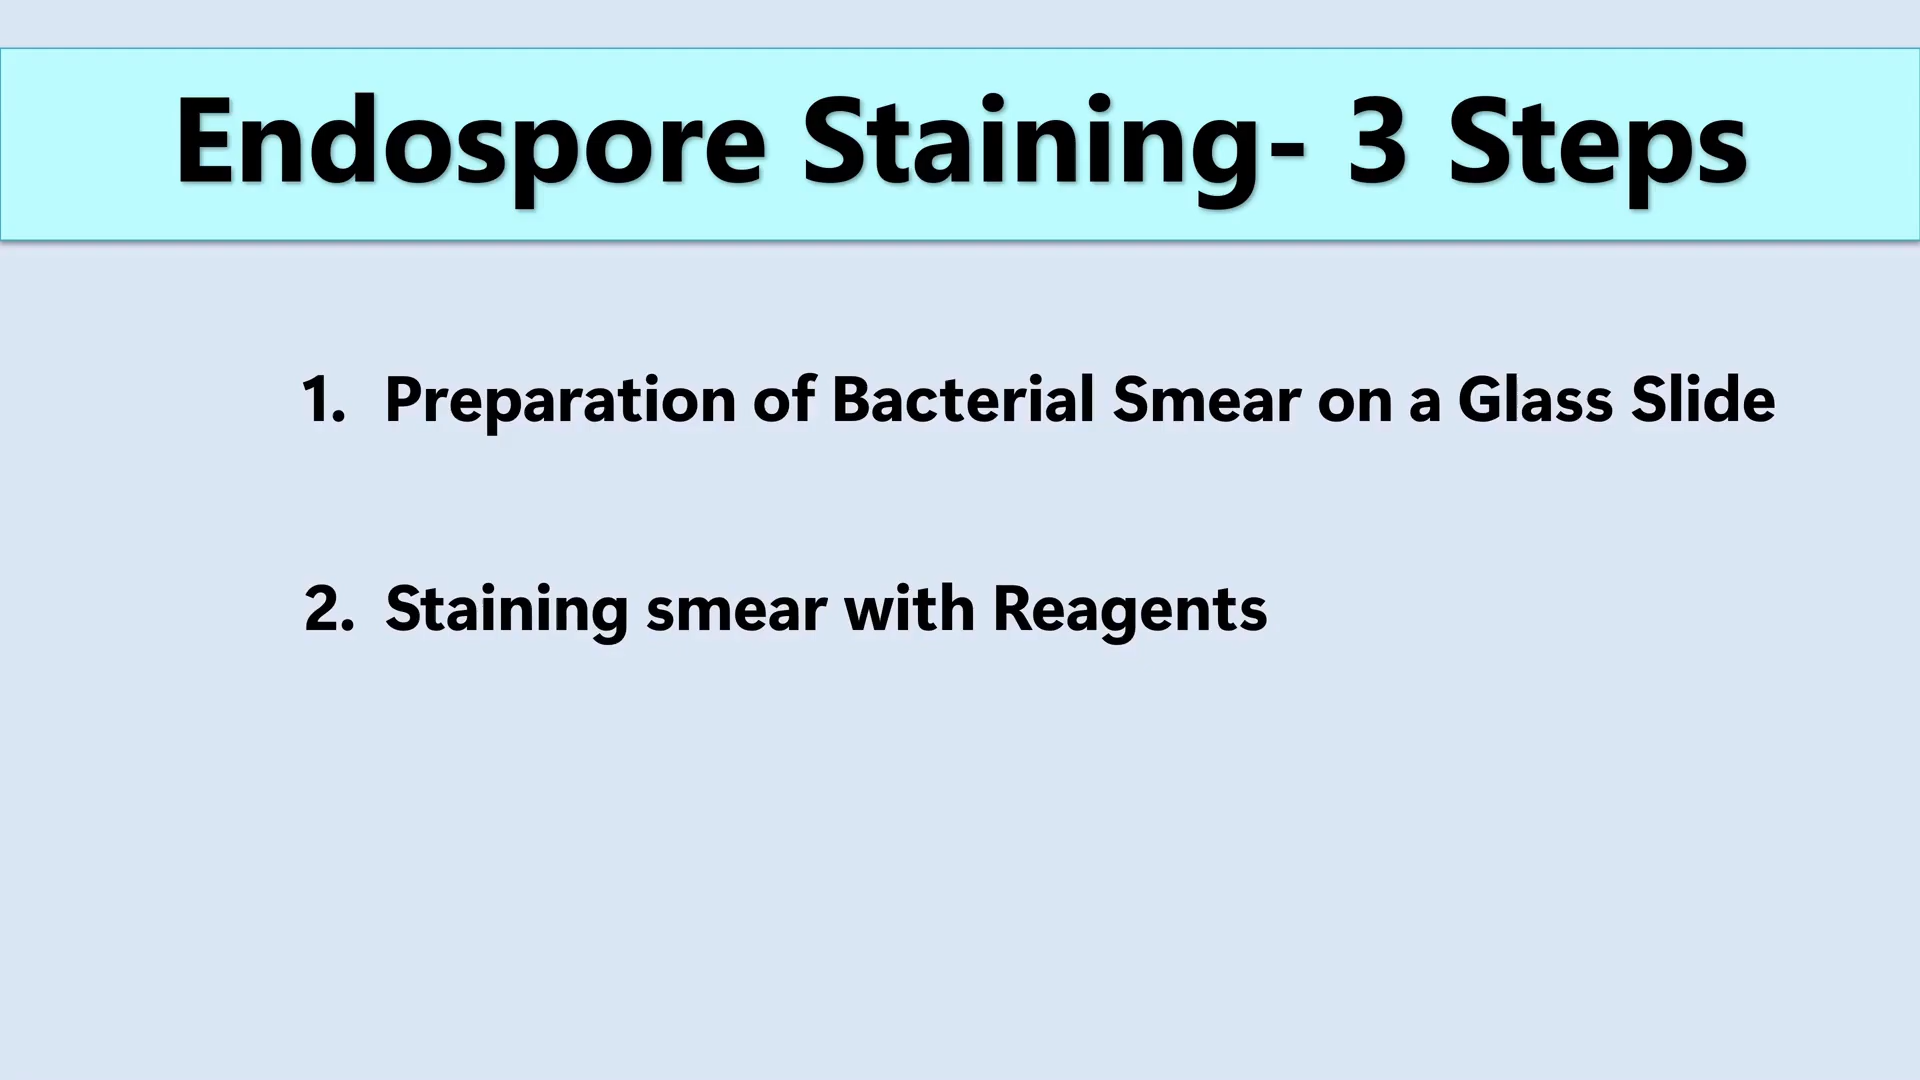 Endospore Staining- 3 Steps
1. Preparation of Bacterial Smear on a Glass Slide
2. Staining smear with Reagents